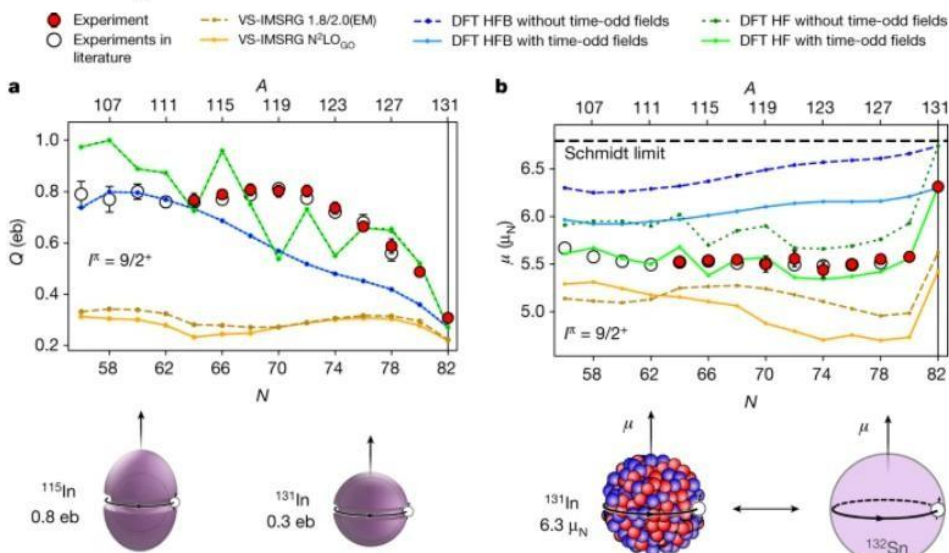 Experiment
Experiments in
literature
VS-IMSRG 1.8/2.0(EM)
VS-IMSRG N²LO_GO
DFT HFB without time-odd fields
DFT HFB with time-odd fields
DFT HF without time-odd fields
DFT HF with time-odd fields
a
A
107 111 115 119 123 127 131
1.0
0.8
0.6
0.4
0.2
Q (eb)
I^π = 9/2⁺
58 62 66 70 74 78 82
N
b
A
107 111 115 119 123 127 131
Schmidt limit
6.5
6.0
5.5
5.0
μ (μ_N)
I^π = 9/2⁺
58 62 66 70 74 78 82
N
¹¹⁵In
0.8 eb
¹³¹In
0.3 eb
μ
¹³¹In
6.3 μ_N
μ
¹³²Sn